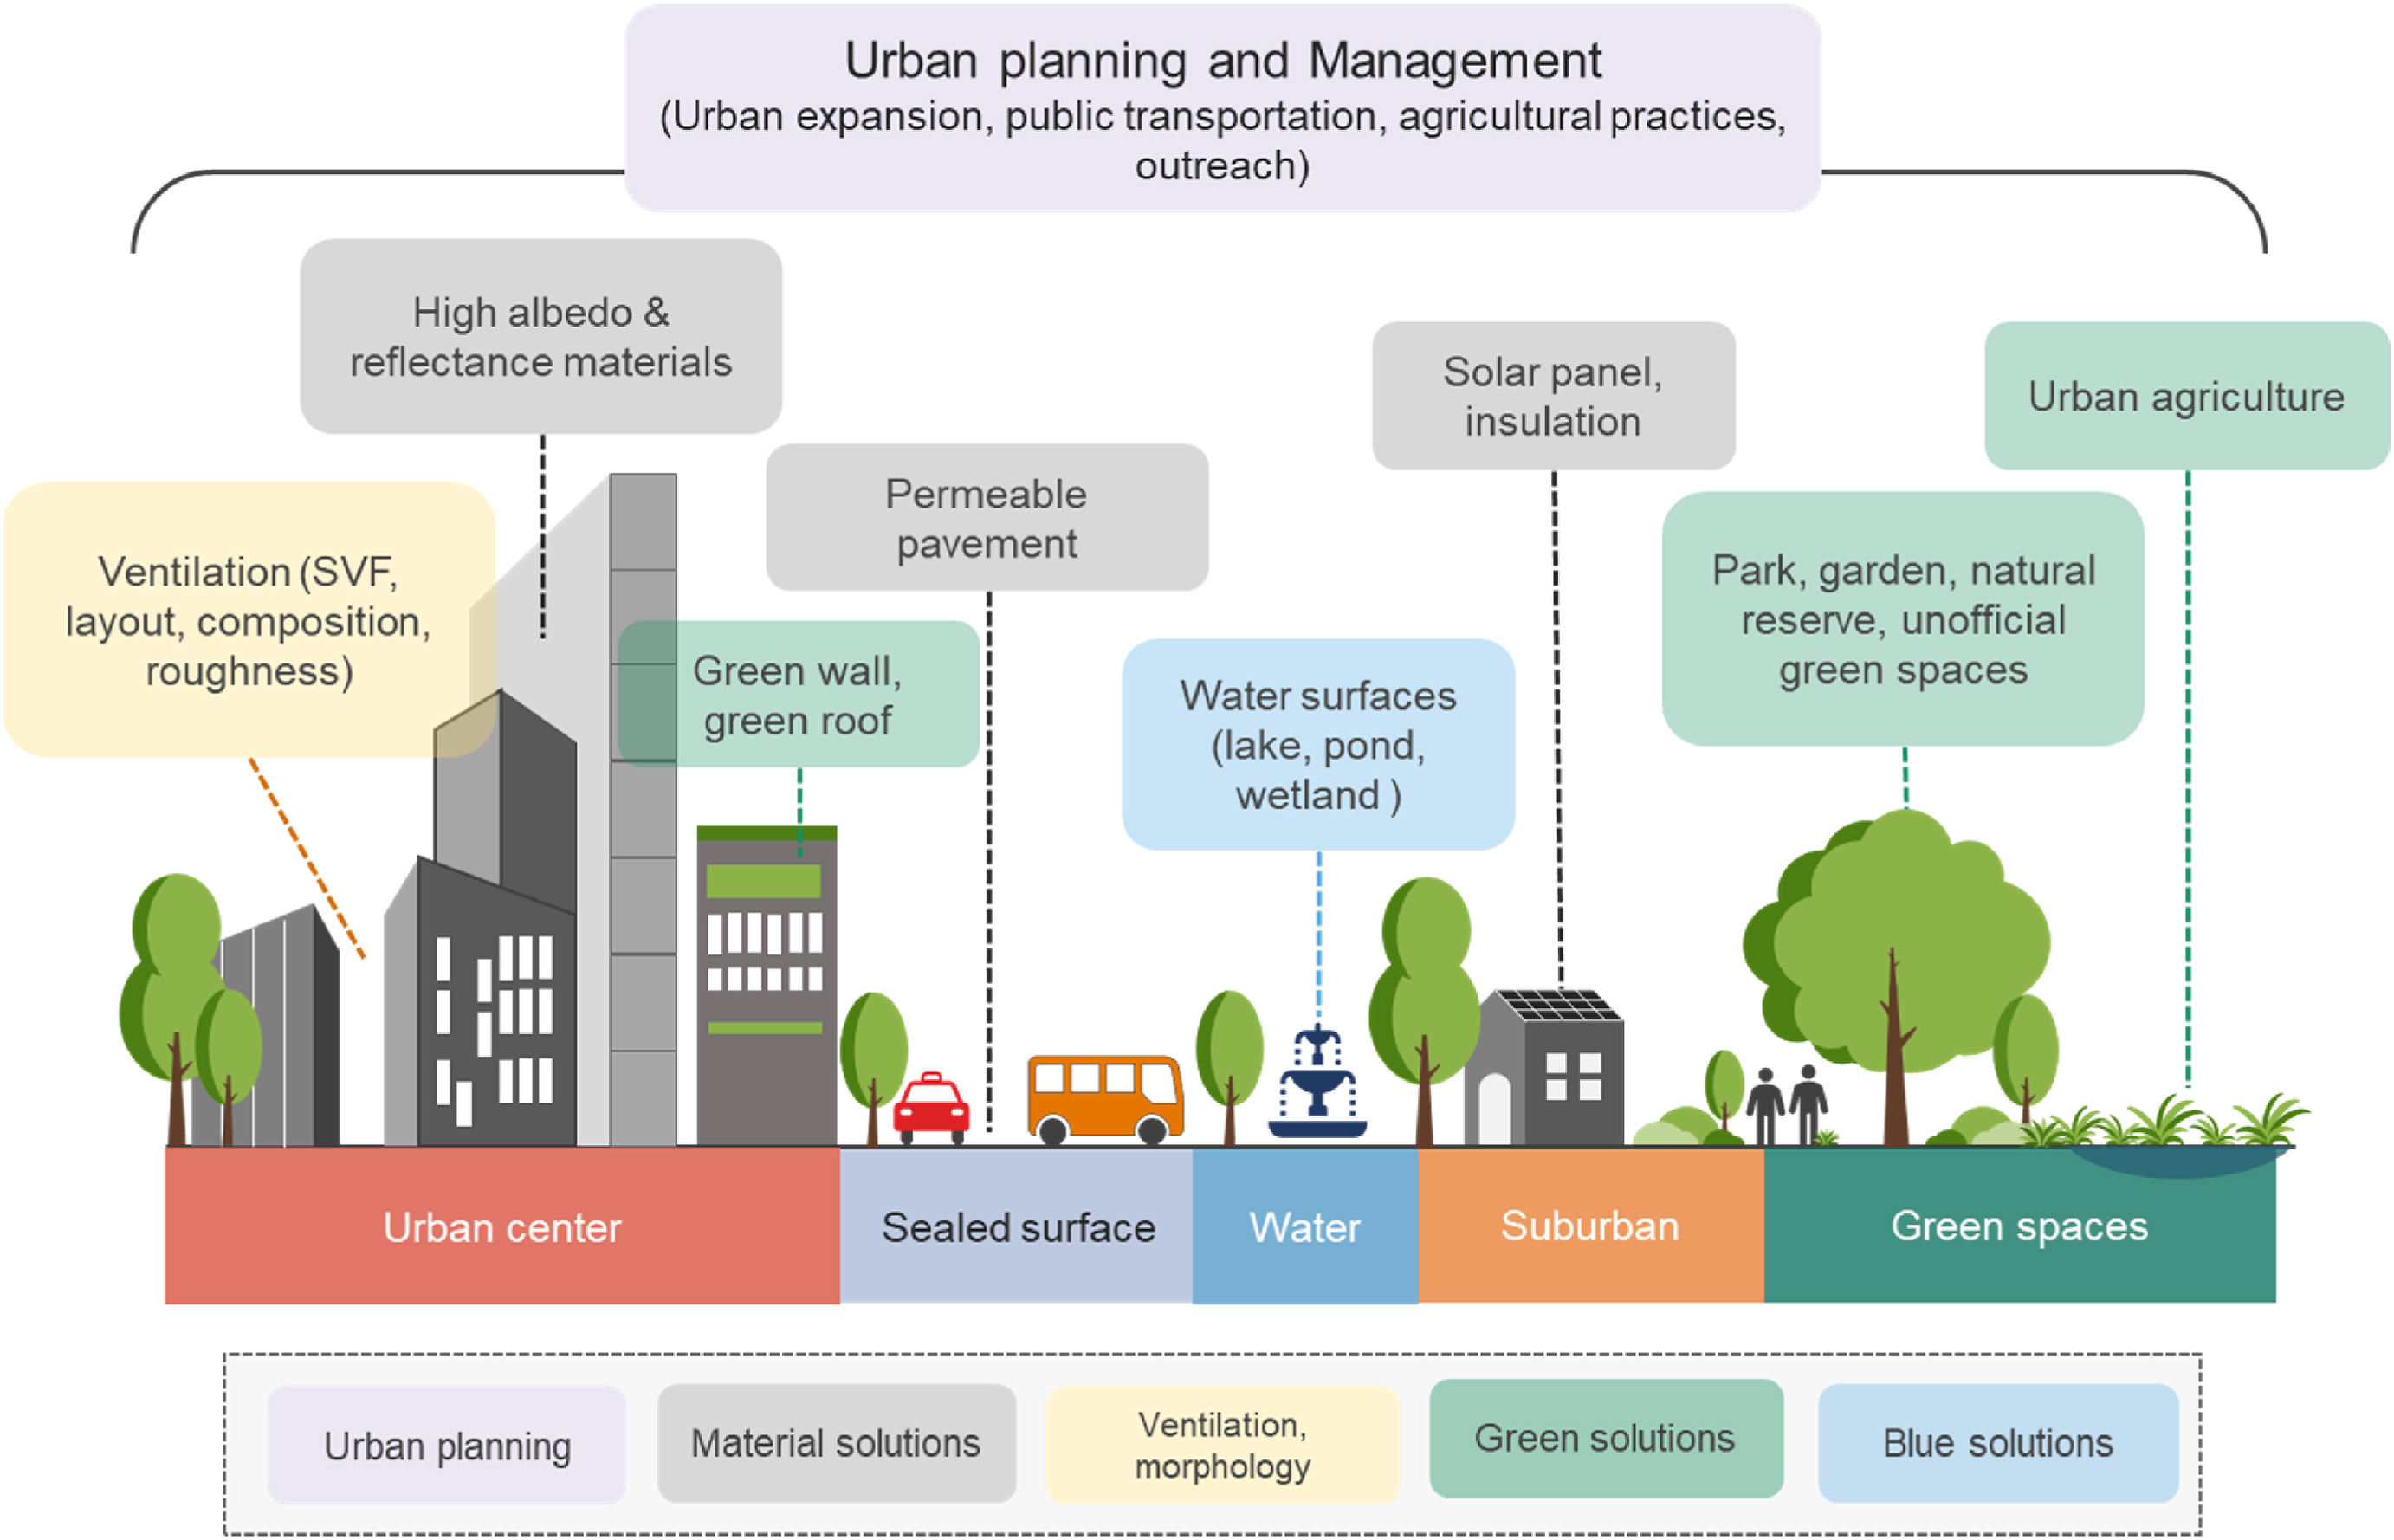 Urban planning and Management
(Urban expansion, public transportation, agricultural practices,
outreach)
High albedo &
reflectance materials
Solar panel,
insulation
Urban agriculture
Ventilation (SVF,
layout, composition,
roughness)
Permeable
pavement
Green wall,
green roof
Water surfaces
(lake, pond,
wetland )
Park, garden, natural
reserve, unofficial
green spaces
Urban center
Sealed surface
Water
Suburban
Green spaces
Urban planning
Material solutions
Ventilation,
morphology
Green solutions
Blue solutions